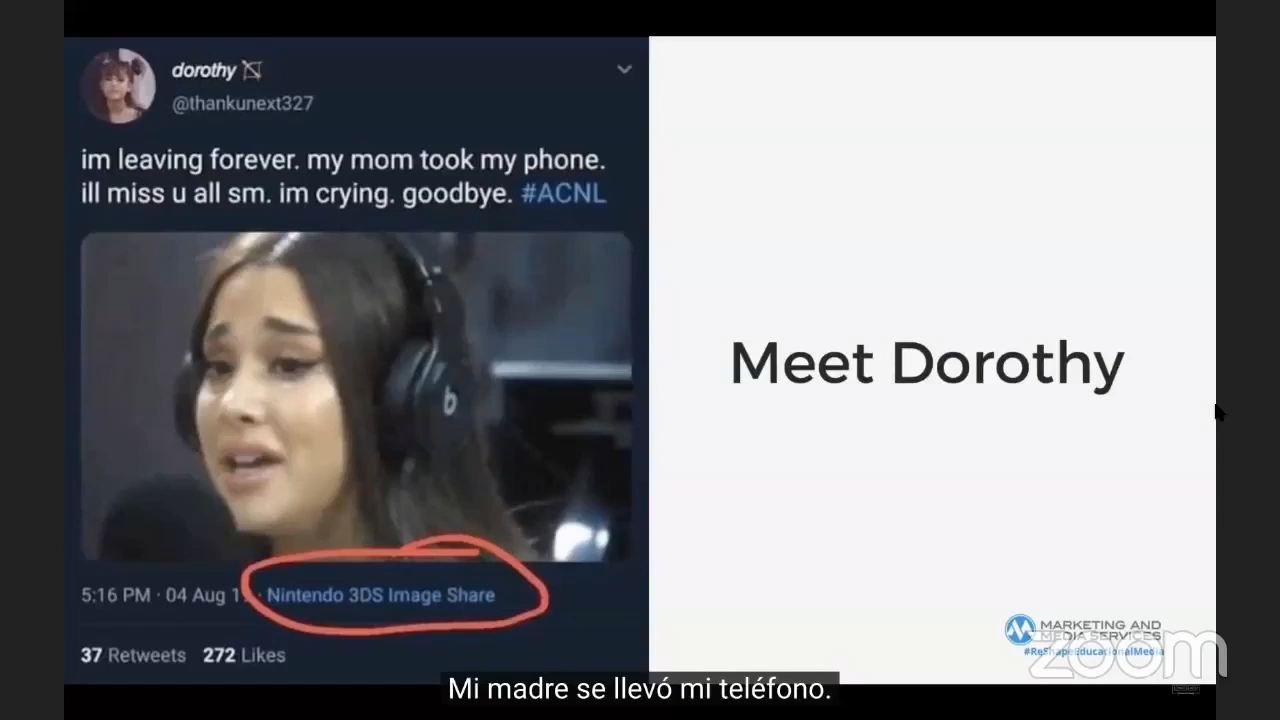 dorothy
@thankunext327
im leaving forever. my mom took my phone.
ill miss u all sm. im crying. goodbye. #ACNL
b
5:16 PM · 04 Aug 1 · Nintendo 3DS Image Share
37 Retweets 272 Likes
Meet Dorothy
MARKETING AND
MEDIA SERVICES
#ReShapeEducationalMedia
zoom
Mi madre se llevó mi teléfono.